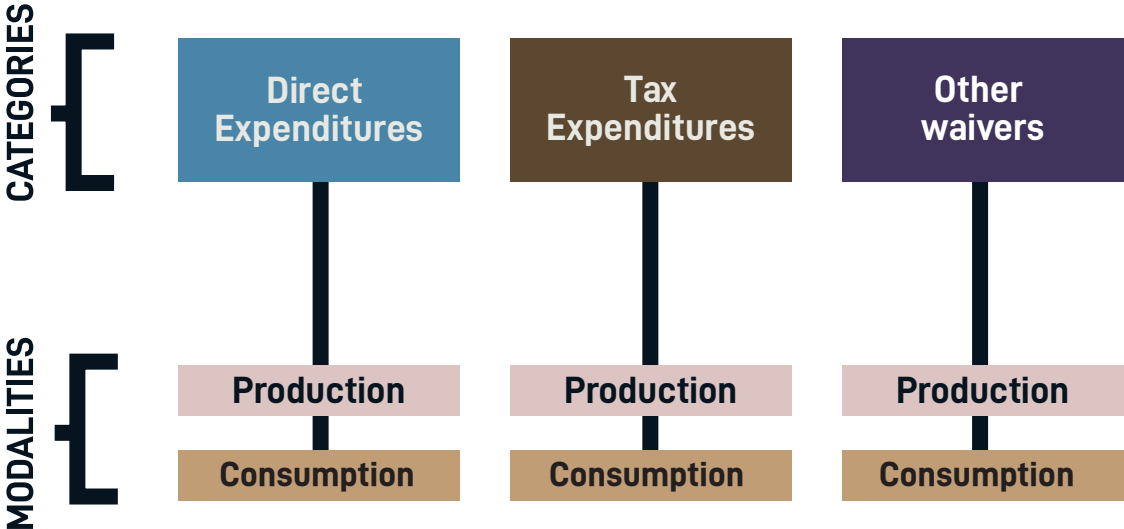 CATEGORIES
Direct
Expenditures
Tax
Expenditures
Other
waivers
MODALITIES
Production
Production
Production
Consumption
Consumption
Consumption